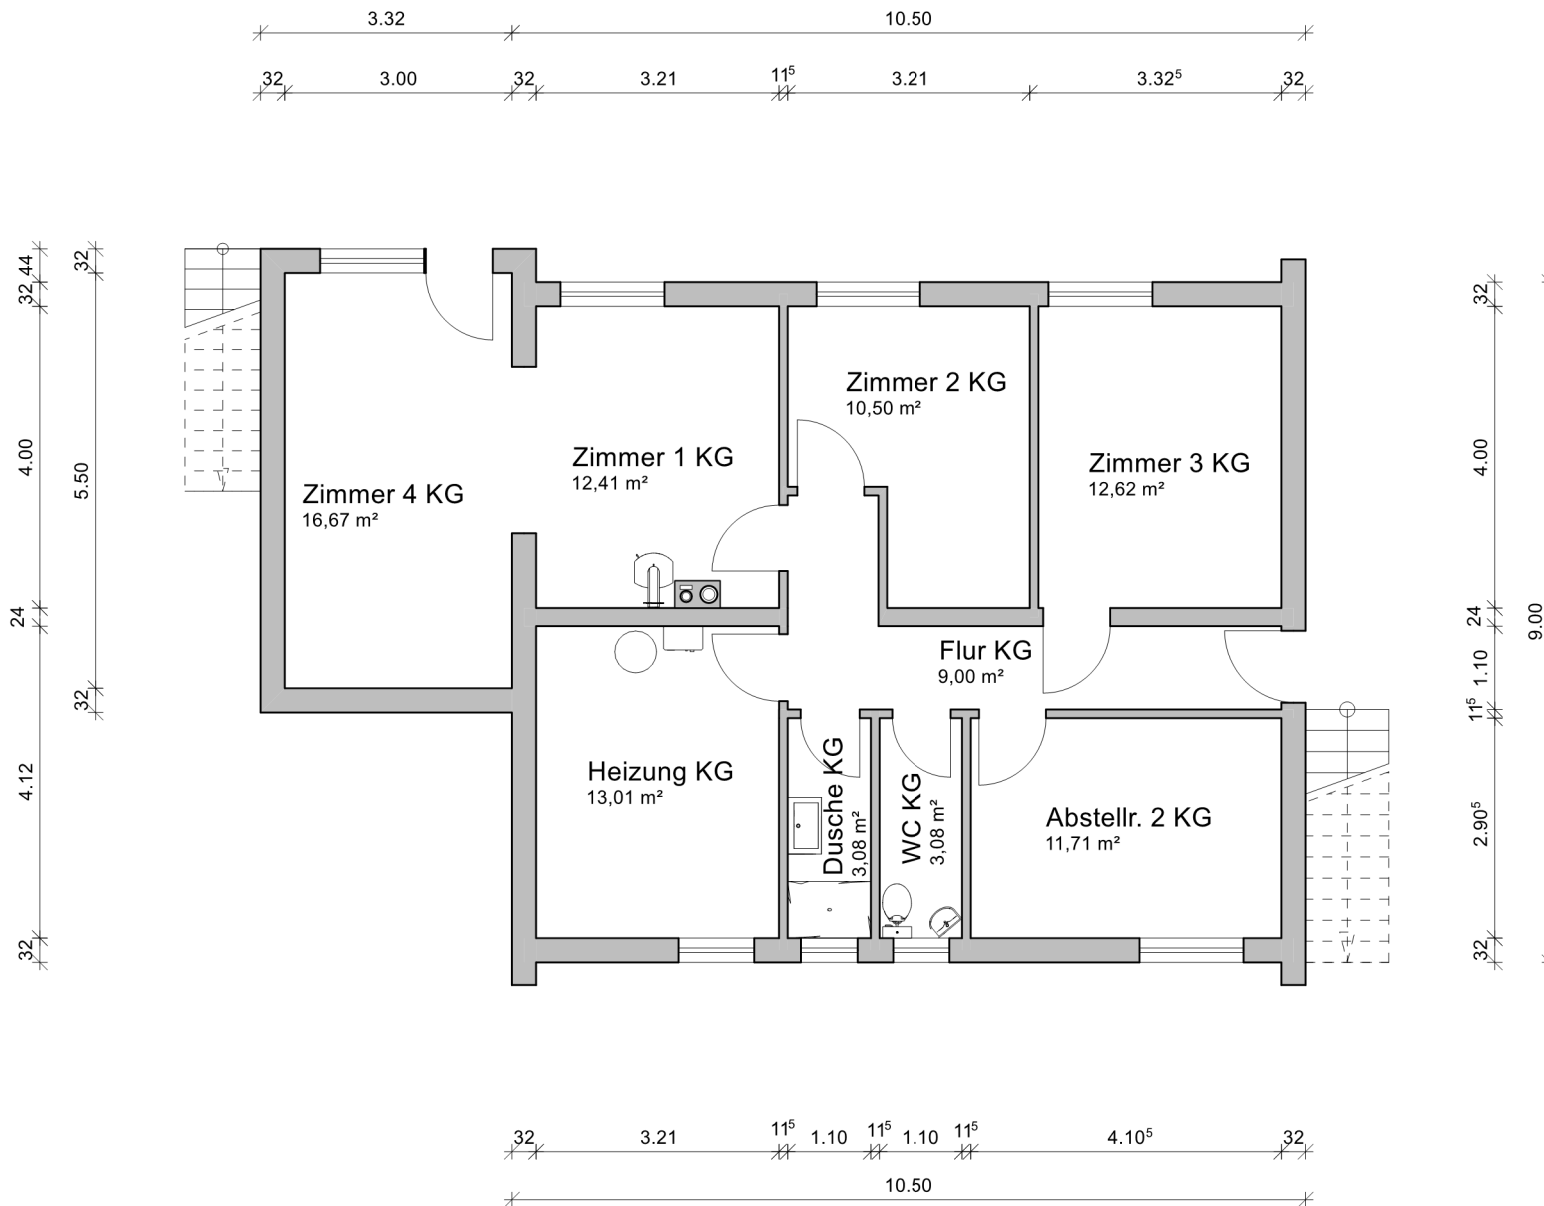 3.32 10.50
32 3.00 32 3.21 11⁵ 3.21 3.32⁵ 32
44
32
32
32
Zimmer 2 KG
10,50 m²
4.00
5.50
Zimmer 1 KG
12,41 m²
Zimmer 3 KG
12,62 m²
4.00
Zimmer 4 KG
16,67 m²
24
24
9.00
Flur KG
9,00 m²
1.10
32
11⁵
4.12
Heizung KG
13,01 m²
Dusche KG
3,08 m²
WC KG
3,08 m²
Abstellr. 2 KG
11,71 m²
2.90⁵
32
32
32 3.21 11⁵ 1.10 11⁵ 1.10 11⁵ 4.10⁵ 32
10.50